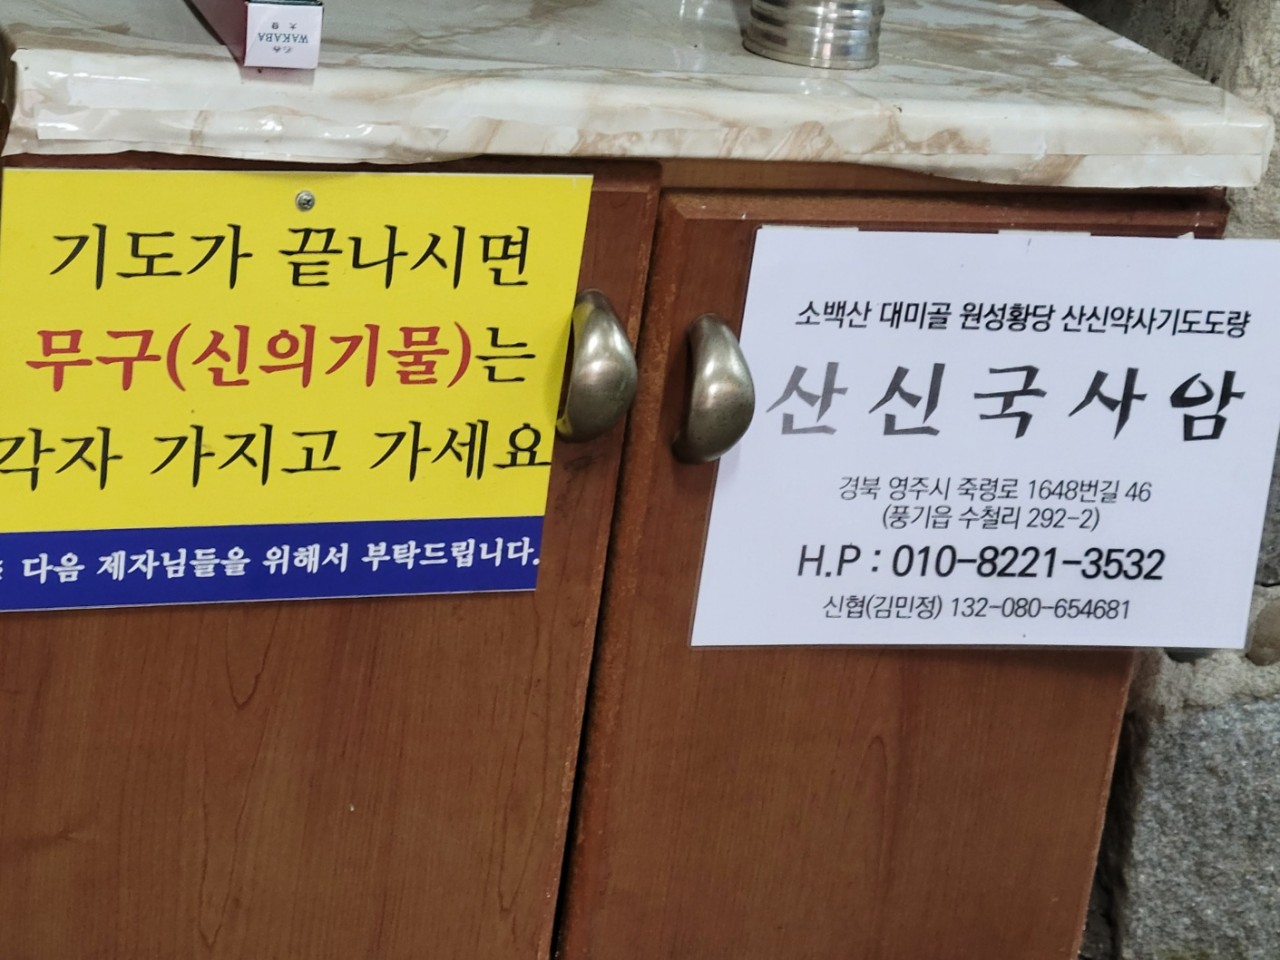 WAKABA
기도가 끝나시면
무구(신의기물)는
각자 가지고 가세요
※ 다음 제자님들을 위해서 부탁드립니다.
소백산 대미골 원성황당 산신약사기도도량
산신국사암
경북 영주시 죽령로 1648번길 46
(풍기읍 수철리 292-2)
H.P : 010-8221-3532
신협(김민정) 132-080-654681